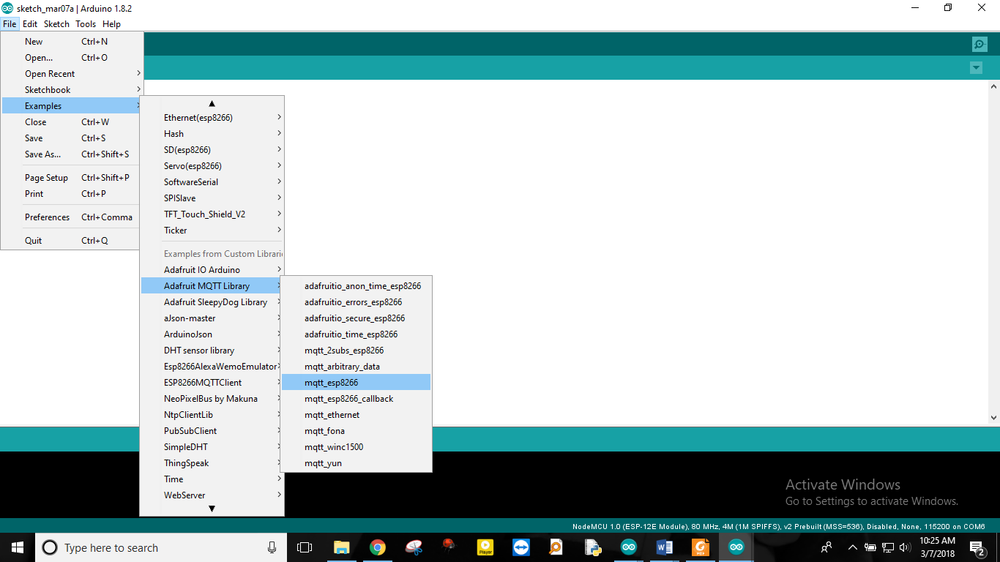 sketch_mar07a | Arduino 1.8.2
File Edit Sketch Tools Help
New Ctrl+N
Open... Ctrl+O
Open Recent
Sketchbook
Examples
Close Ctrl+W
Save Ctrl+S
Save As... Ctrl+Shift+S
Page Setup Ctrl+Shift+P
Print Ctrl+P
Preferences Ctrl+Comma
Quit Ctrl+Q
Ethernet(esp8266)
Hash
SD(esp8266)
Servo(esp8266)
SoftwareSerial
SPISlave
TFT_Touch_Shield_V2
Ticker
Examples from Custom Librari
Adafruit IO Arduino
Adafruit MQTT Library
Adafruit SleepyDog Library
aJson-master
ArduinoJson
DHT sensor library
Esp8266AlexaWemoEmulator
ESP8266MQTTClient
NeoPixelBus by Makuna
NtpClientLib
PubSubClient
SimpleDHT
ThingSpeak
Time
WebServer
adafruitio_anon_time_esp8266
adafruitio_errors_esp8266
adafruitio_secure_esp8266
adafruitio_time_esp8266
mqtt_2subs_esp8266
mqtt_arbitrary_data
mqtt_esp8266
mqtt_esp8266_callback
mqtt_ethernet
mqtt_fona
mqtt_winc1500
mqtt_yun
Activate Windows
Go to Settings to activate Windows.
NodeMCU 1.0 (ESP-12E Module), 80 MHz, 4M (1M SPIFFS), v2 Prebuilt (MSS=536), Disabled, None, 115200 on COM6
Type here to search
Player
PDF
10:25 AM
3/7/2018
2